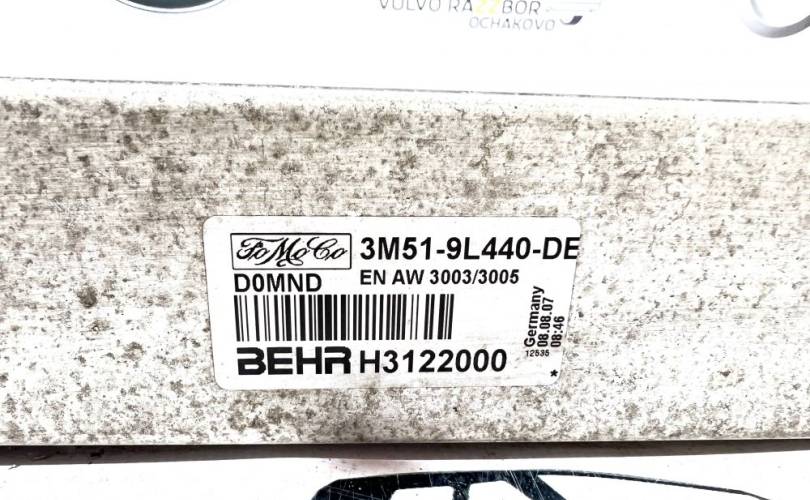 VOLVO RAZZBOR
OCHAKOVO
FoMoCo 3M51-9L440-DE
D0MND EN AW 3003/3005
BEHR H3122000
Germany
08.08.07
08:46
12535
*